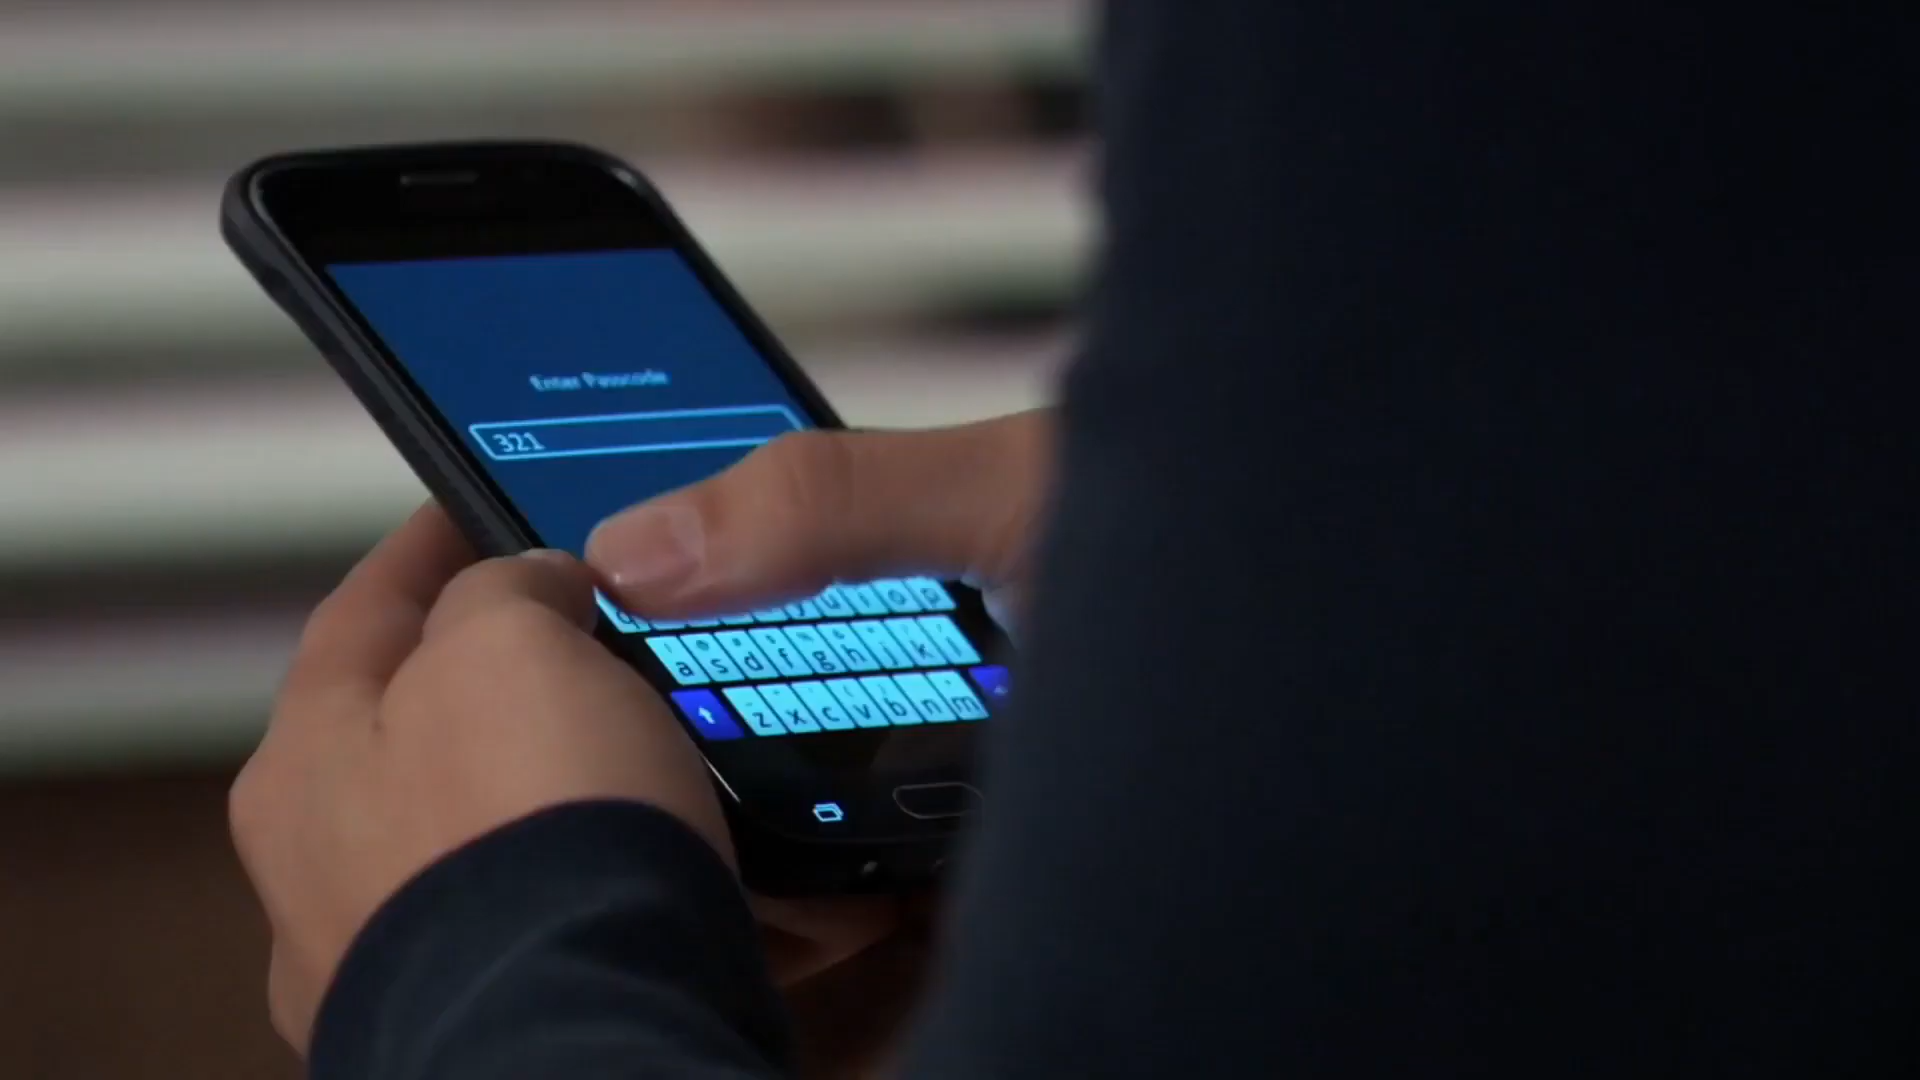 Enter Passcode
321
q y u i o p
a s d f g h j k l
z x c v b n m